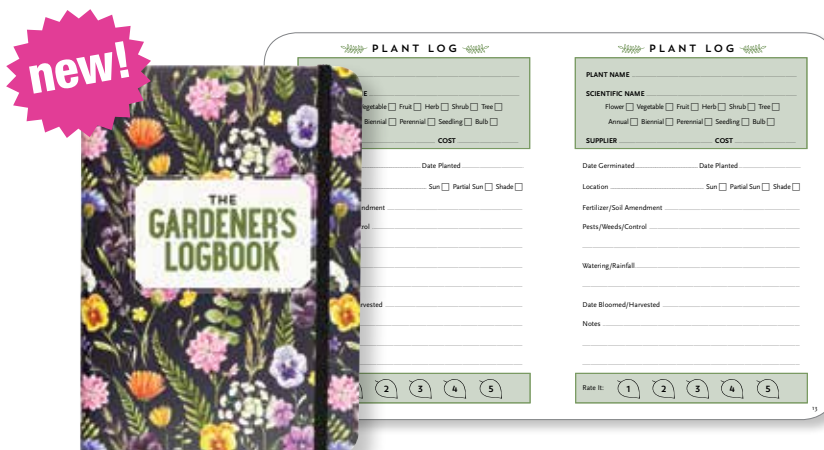 new!
THE
GARDENER'S
LOGBOOK
PLANT LOG
Vegetable Fruit Herb Shrub Tree
Biennial Perennial Seedling Bulb
COST
Date Planted
Sun Partial Sun Shade
2 3 4 5
PLANT LOG
PLANT NAME
SCIENTIFIC NAME
Flower Vegetable Fruit Herb Shrub Tree
Annual Biennial Perennial Seedling Bulb
SUPPLIER COST
Date Germinated Date Planted
Location Sun Partial Sun Shade
Fertilizer/Soil Amendment
Pests/Weeds/Control
Watering/Rainfall
Date Bloomed/Harvested
Notes
Rate It: 1 2 3 4 5
13